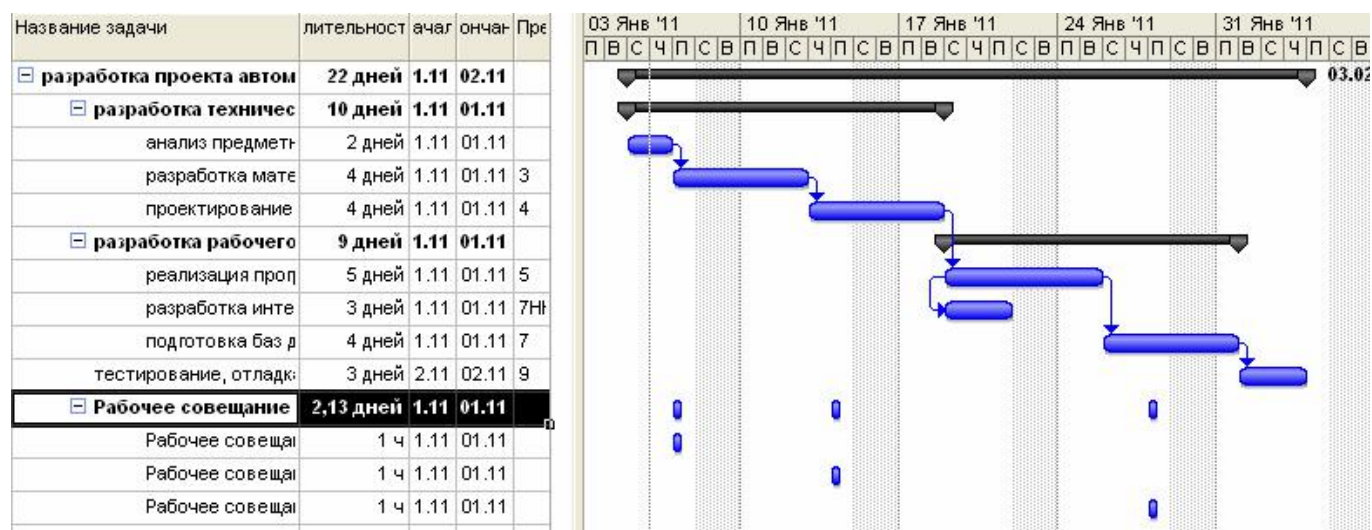 Название задачи лительност ачал ончан Пре
03 Янв '11 10 Янв '11 17 Янв '11 24 Янв '11 31 Янв '11
П В С Ч П С В П В С Ч П С В П В С Ч П С В П В С Ч П С В П В С Ч П С В
разработка проекта автом 22 дней 1.11 02.11 03.02
разработка техничес 10 дней 1.11 01.11
анализ предметн 2 дней 1.11 01.11
разработка мате 4 дней 1.11 01.11 3
проектирование 4 дней 1.11 01.11 4
разработка рабочего 9 дней 1.11 01.11
реализация прог 5 дней 1.11 01.11 5
разработка инте 3 дней 1.11 01.11 7НН
подготовка баз д 4 дней 1.11 01.11 7
тестирование, отладка 3 дней 2.11 02.11 9
Рабочее совещание 2,13 дней 1.11 01.11
Рабочее совещан 1 ч 1.11 01.11
Рабочее совещан 1 ч 1.11 01.11
Рабочее совещан 1 ч 1.11 01.11